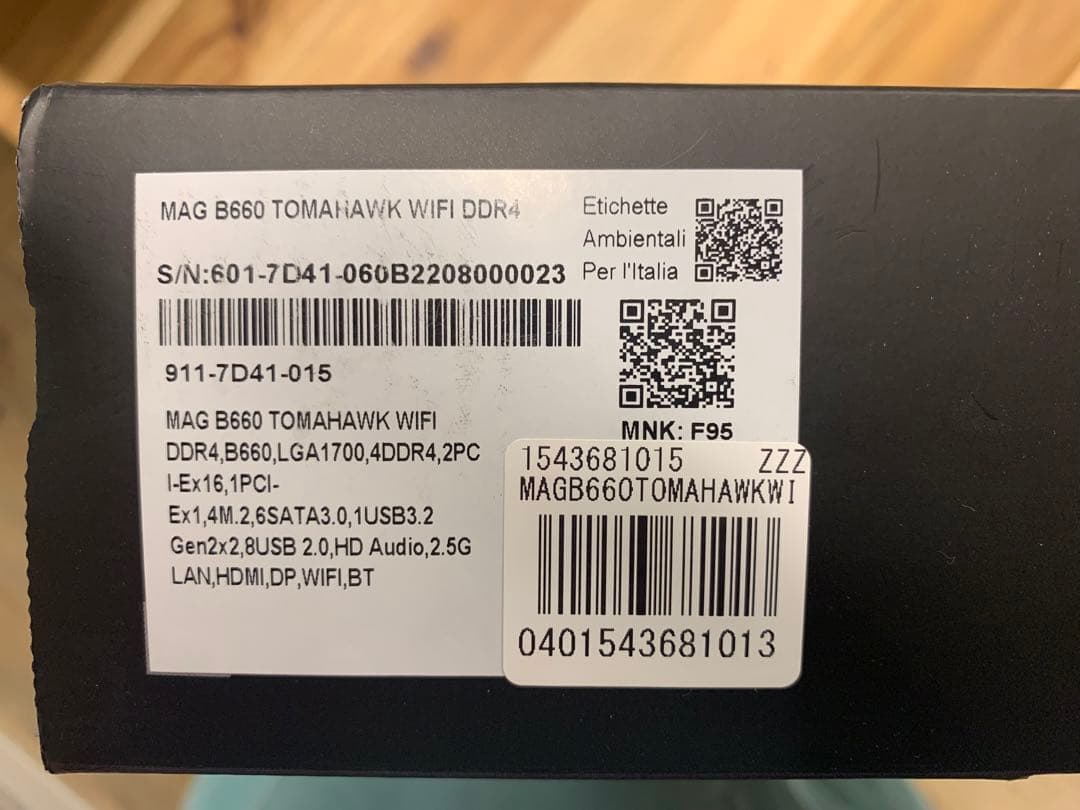 MAG B660 TOMAHAWK WIFI DDR4
Etichette
Ambientali
Per l'Italia
S/N:601-7D41-060B2208000023
911-7D41-015
MNK: F95
MAG B660 TOMAHAWK WIFI
DDR4,B660,LGA1700,4DDR4,2PC
I-Ex16,1PCI-
Ex1,4M.2,6SATA3.0,1USB3.2
Gen2x2,8USB 2.0,HD Audio,2.5G
LAN,HDMI,DP,WIFI,BT
1543681015 ZZZ
MAGB660TOMAHAWKWI
0401543681013